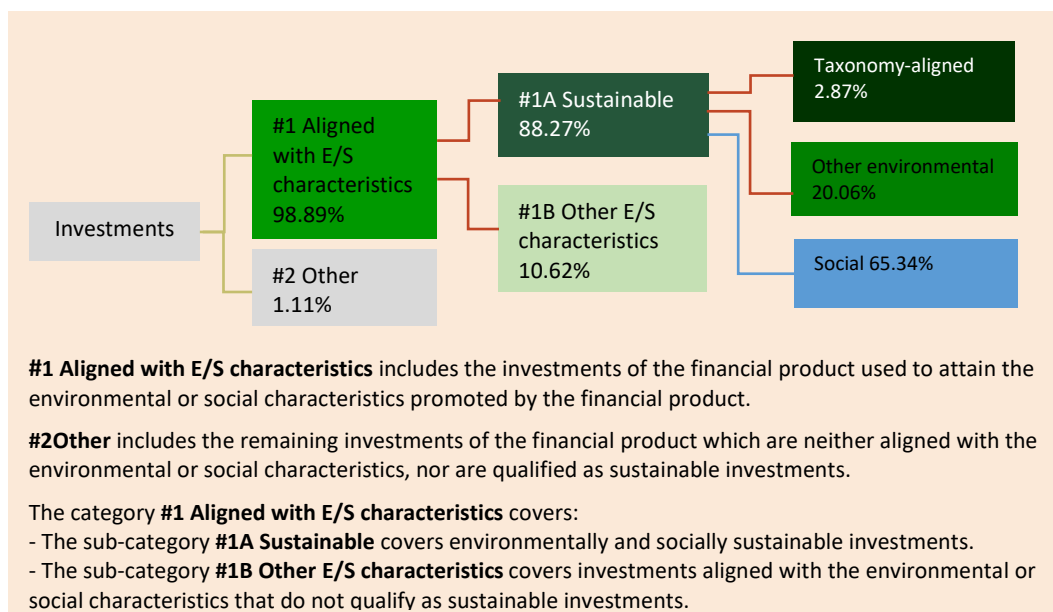 Investments
#1 Aligned
with E/S
characteristics
98.89%
#2 Other
1.11%
#1A Sustainable
88.27%
#1B Other E/S
characteristics
10.62%
Taxonomy-aligned
2.87%
Other environmental
20.06%
Social 65.34%
#1 Aligned with E/S characteristics includes the investments of the financial product used to attain the
environmental or social characteristics promoted by the financial product.
#2Other includes the remaining investments of the financial product which are neither aligned with the
environmental or social characteristics, nor are qualified as sustainable investments.
The category #1 Aligned with E/S characteristics covers:
- The sub-category #1A Sustainable covers environmentally and socially sustainable investments.
- The sub-category #1B Other E/S characteristics covers investments aligned with the environmental or
social characteristics that do not qualify as sustainable investments.